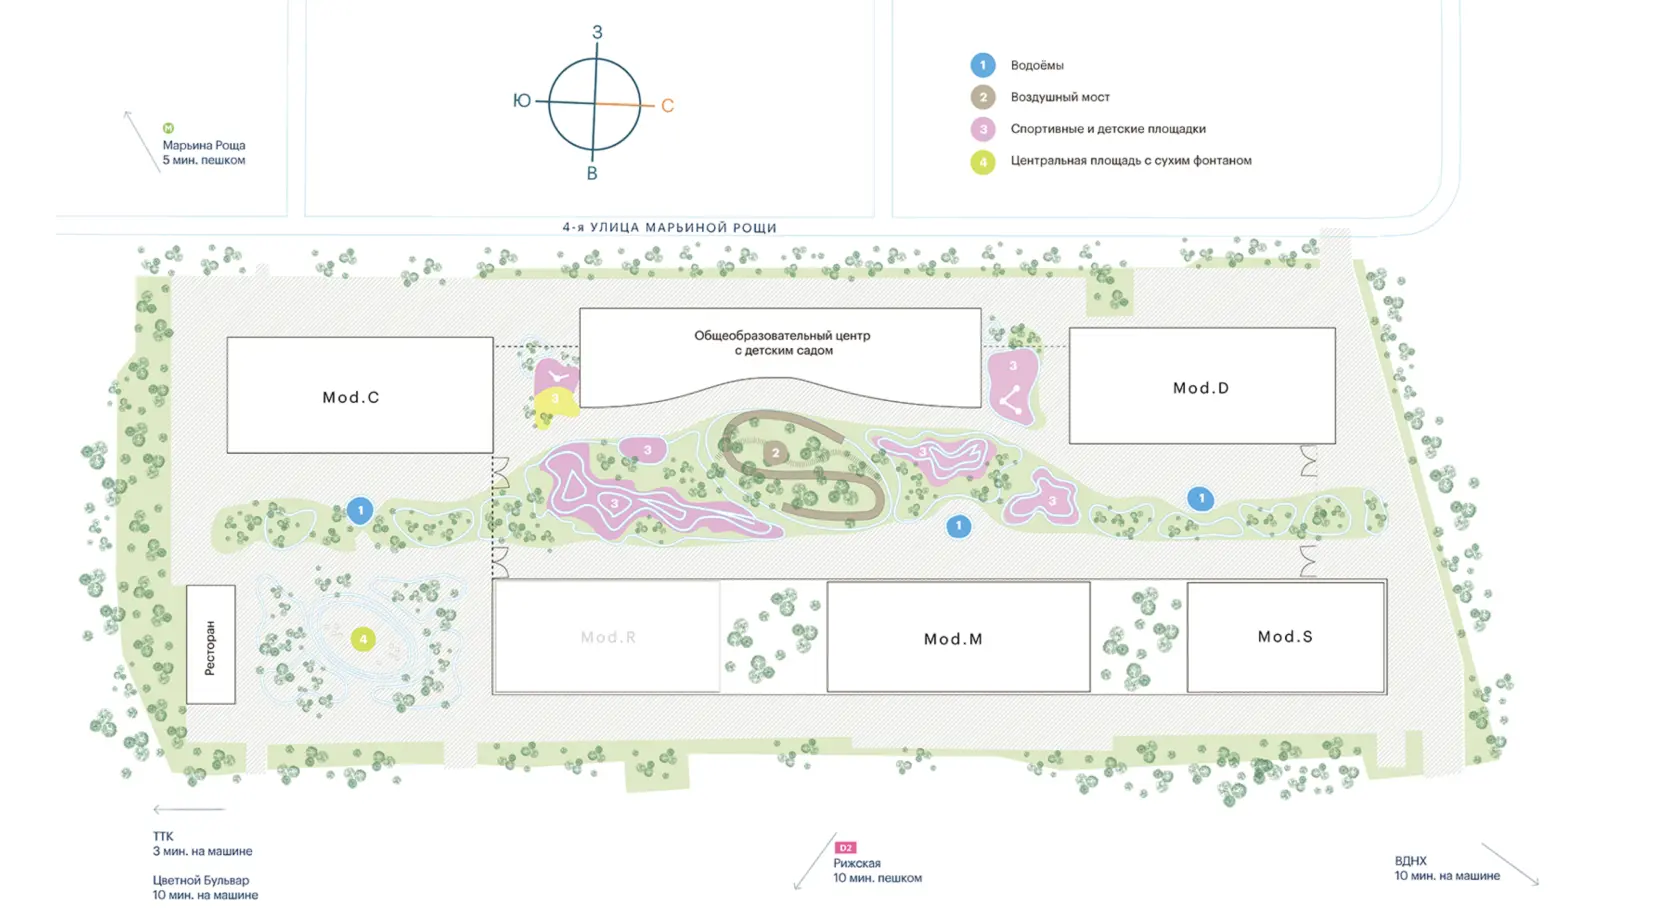 З
Ю
С
В
1 Водоёмы
2 Воздушный мост
3 Спортивные и детские площадки
4 Центральная площадь с сухим фонтаном
М
Марьина Роща
5 мин. пешком
4-я УЛИЦА МАРЬИНОЙ РОЩИ
Общеобразовательный центр
с детским садом
Mod.C
Mod.D
3
3
3
2
3
3
3
1
1
1
Ресторан
4
Mod.R
Mod.M
Mod.S
ТТК
3 мин. на машине
Цветной Бульвар
10 мин. на машине
D2
Рижская
10 мин. пешком
ВДНХ
10 мин. на машине